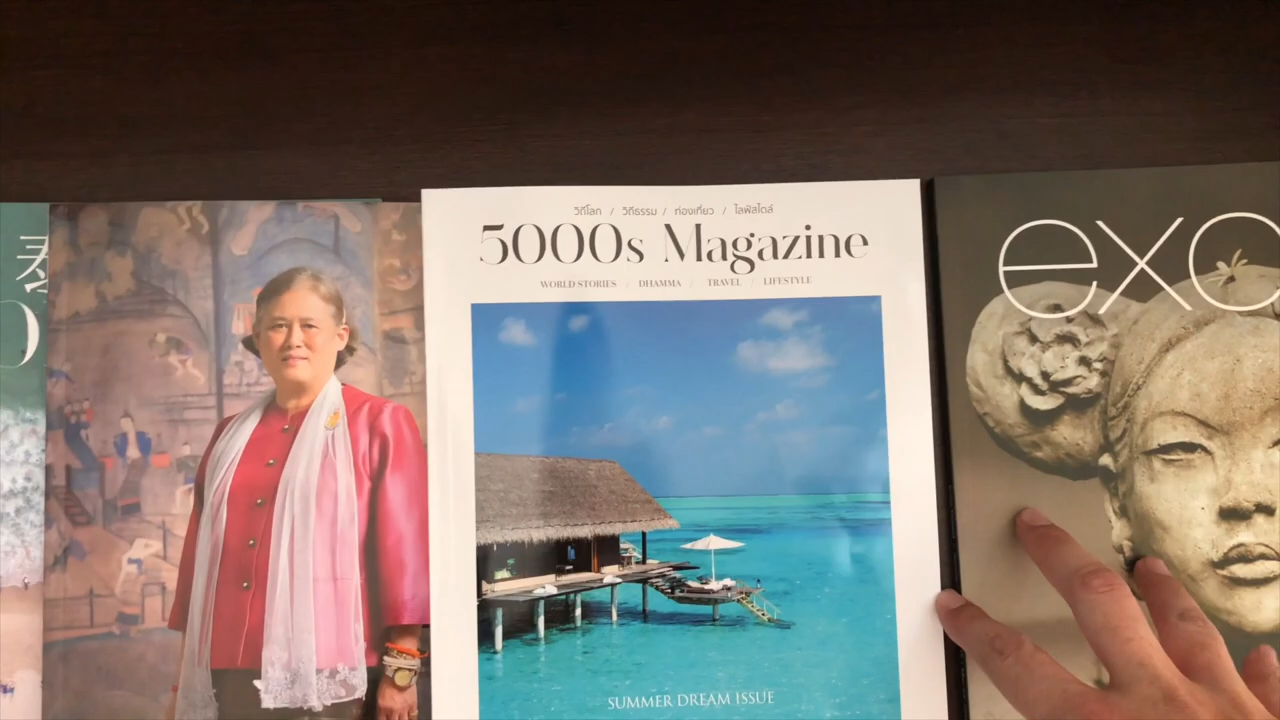 วิถีโลก / วิถีธรรม / ท่องเที่ยว / ไลฟ์สไตล์
5000s Magazine
WORLD STORIES / DHAMMA / TRAVEL / LIFESTYLE
SUMMER DREAM ISSUE
exo